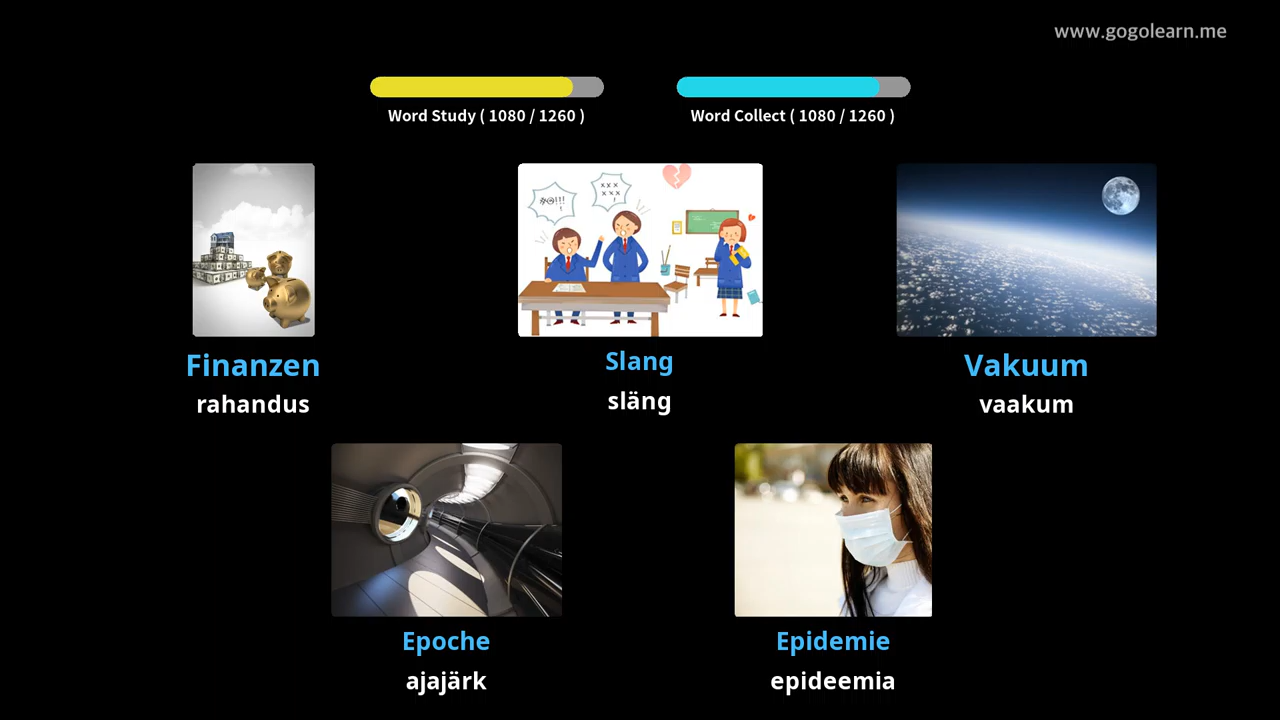 www.gogolearn.me
Word Study ( 1080 / 1260 )
Word Collect ( 1080 / 1260 )
#@!!!
!
x x x
x x x
Finanzen
rahandus
Slang
släng
Vakuum
vaakum
Epoche
ajajärk
Epidemie
epideemia